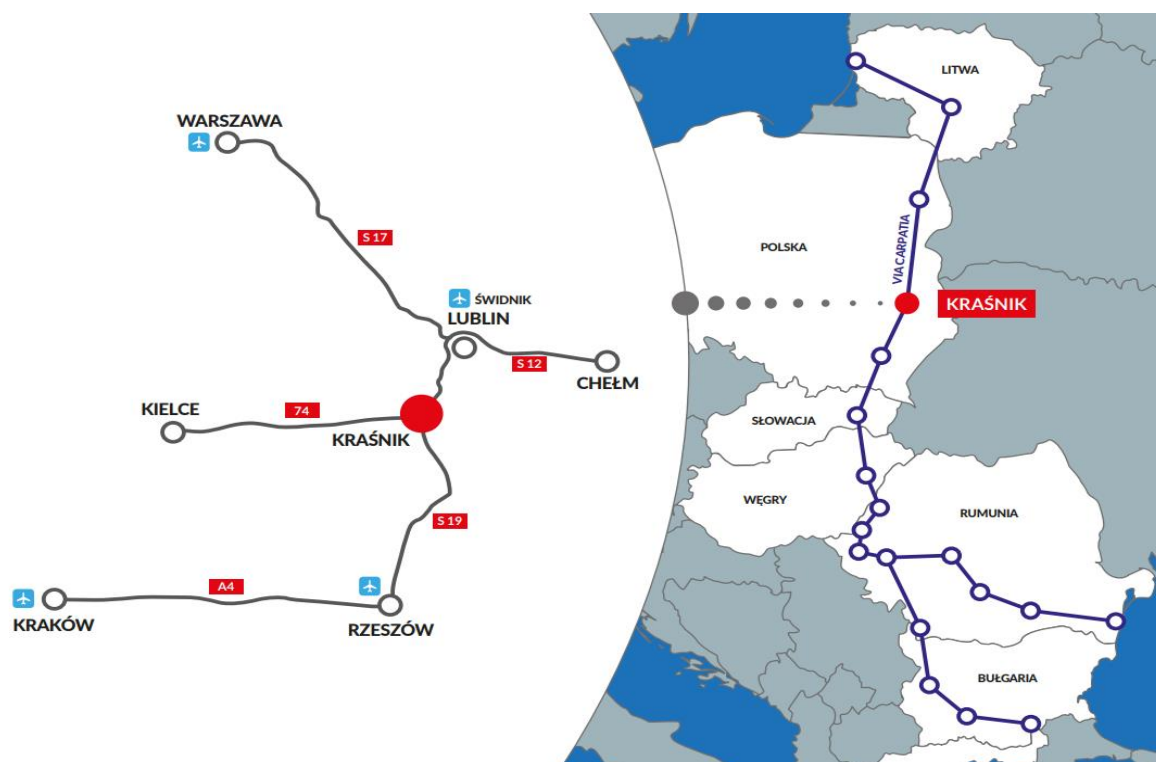 WARSZAWA
S 17
ŚWIDNIK
LUBLIN
S 12
CHEŁM
KIELCE
74
KRAŚNIK
S 19
A4
KRAKÓW
RZESZÓW
LITWA
POLSKA
VIA CARPATIA
KRAŚNIK
SŁOWACJA
WĘGRY
RUMUNIA
BUŁGARIA